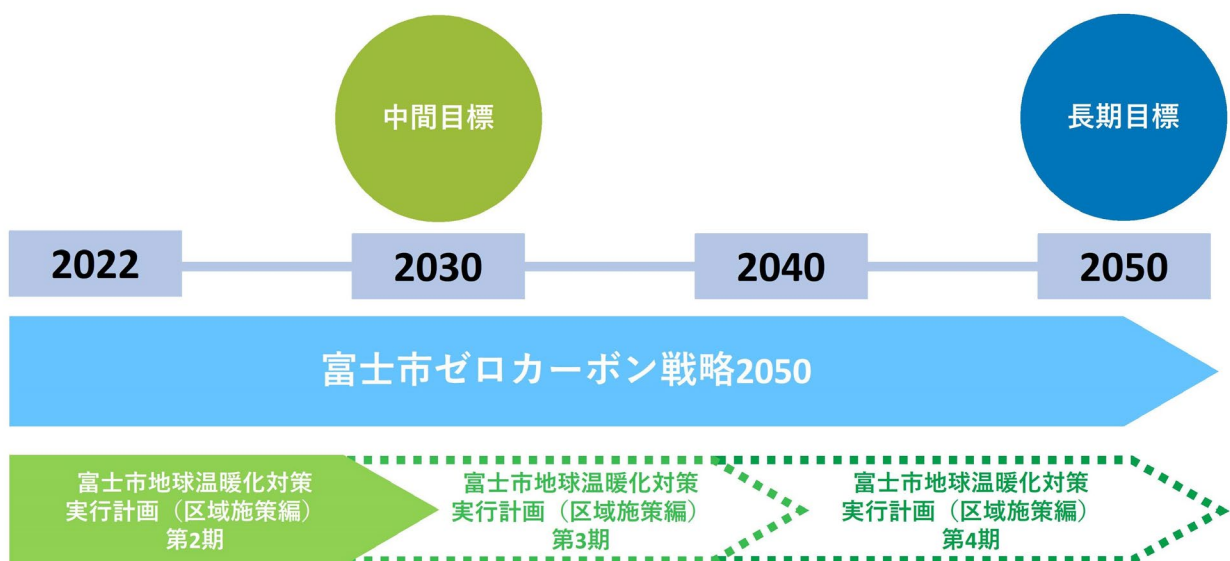 中間目標
長期目標
2022
2030
2040
2050
富士市ゼロカーボン戦略2050
富士市地球温暖化対策
実行計画（区域施策編）
第2期
富士市地球温暖化対策
実行計画（区域施策編）
第3期
富士市地球温暖化対策
実行計画（区域施策編）
第4期